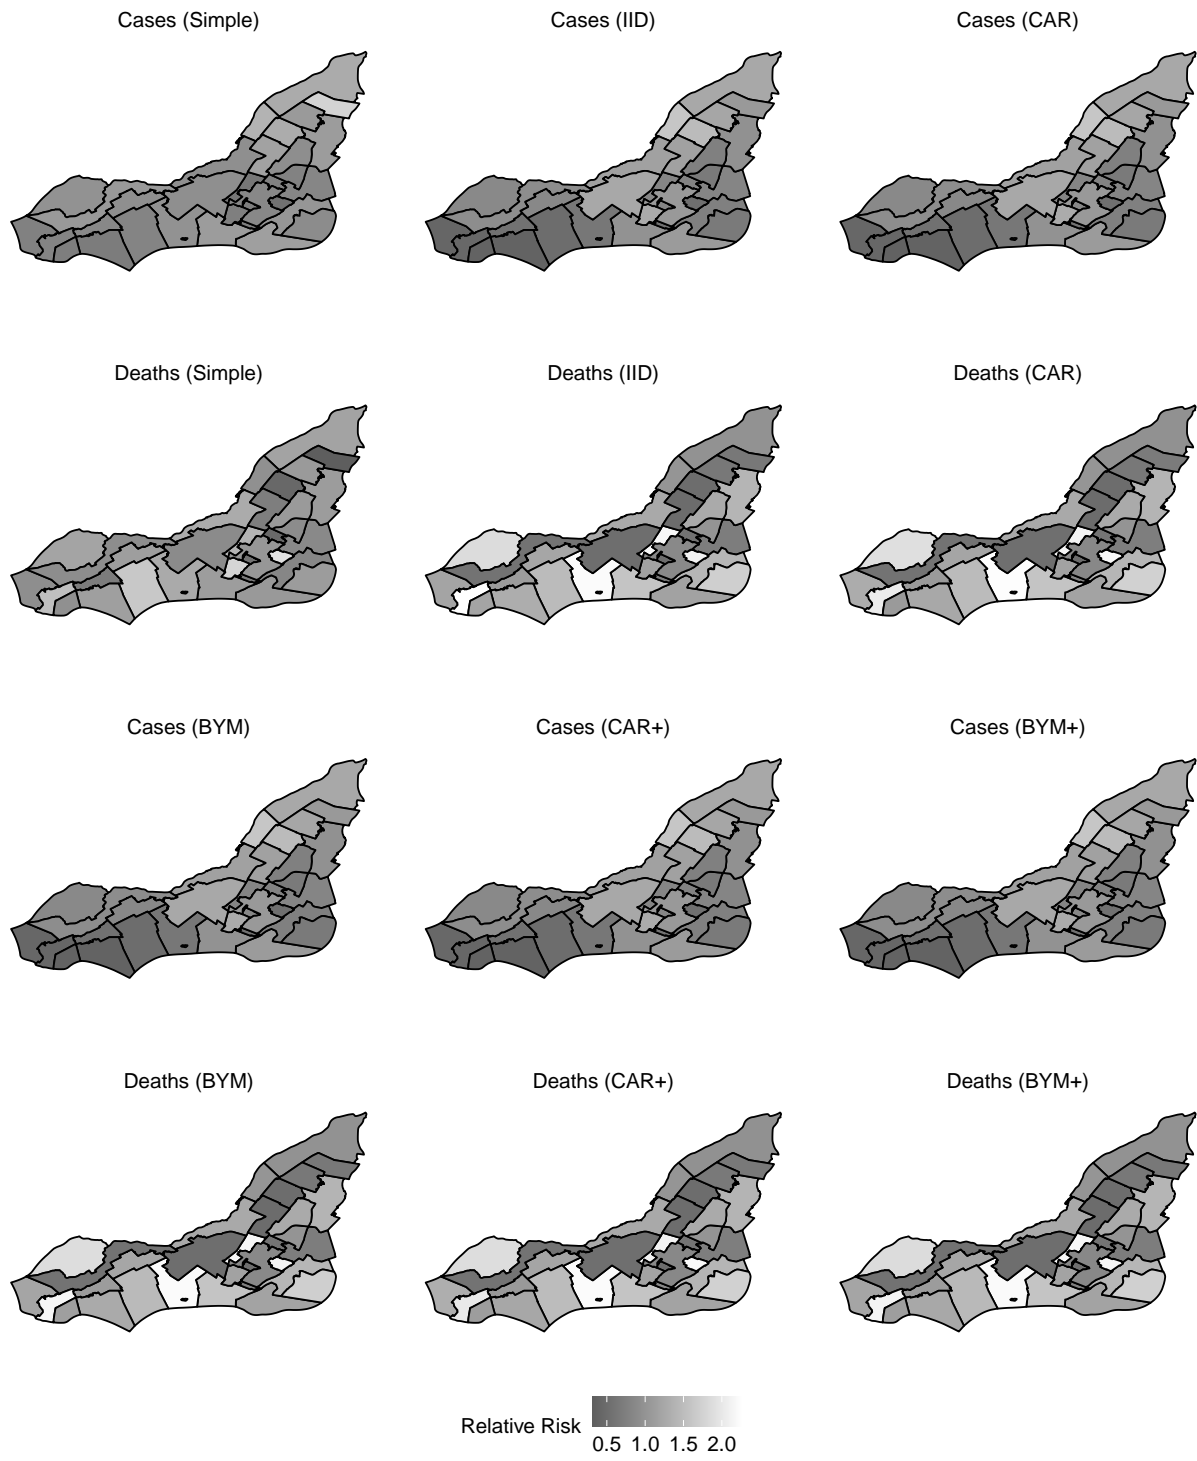 Cases (Simple) Cases (IID) Cases (CAR)
Deaths (Simple) Deaths (IID) Deaths (CAR)
Cases (BYM) Cases (CAR+) Cases (BYM+)
Deaths (BYM) Deaths (CAR+) Deaths (BYM+)
Relative Risk
0.5 1.0 1.5 2.0